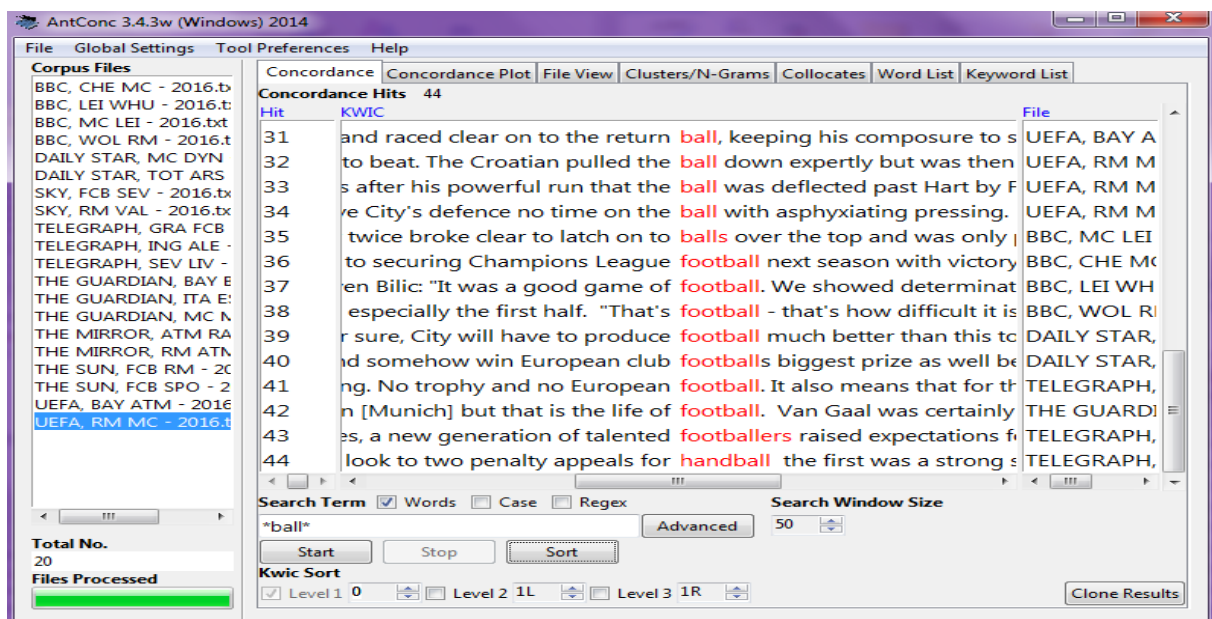 AntConc 3.4.3w (Windows) 2014
File Global Settings Tool Preferences Help
Corpus Files
BBC, CHE MC - 2016.tx
BBC, LEI WHU - 2016.t
BBC, MC LEI - 2016.txt
BBC, WOL RM - 2016.t
DAILY STAR, MC DYN
DAILY STAR, TOT ARS
SKY, FCB SEV - 2016.tx
SKY, RM VAL - 2016.tx
TELEGRAPH, GRA FCB
TELEGRAPH, ING ALE -
TELEGRAPH, SEV LIV -
THE GUARDIAN, BAY E
THE GUARDIAN, ITA E
THE GUARDIAN, MC
THE MIRROR, ATM RA
THE MIRROR, RM ATM
THE SUN, FCB RM - 20
THE SUN, FCB SPO - 2
UEFA, BAY ATM - 2016
UEFA, RM MC - 2016.t
Total No.
20
Files Processed
Concordance Concordance Plot File View Clusters/N-Grams Collocates Word List Keyword List
Concordance Hits 44
Hit KWIC File
31 and raced clear on to the return ball, keeping his composure to s UEFA, BAY A
32 to beat. The Croatian pulled the ball down expertly but was then UEFA, RM M
33 s after his powerful run that the ball was deflected past Hart by F UEFA, RM M
34 ve City's defence no time on the ball with asphyxiating pressing. UEFA, RM M
35 twice broke clear to latch on to balls over the top and was only BBC, MC LEI
36 to securing Champions League football next season with victory BBC, CHE M
37 en Bilic: "It was a good game of football. We showed determinat BBC, LEI WH
38 especially the first half. "That's football - that's how difficult it is BBC, WOL R
39 r sure, City will have to produce football much better than this to DAILY STAR,
40 nd somehow win European club footballs biggest prize as well be DAILY STAR,
41 ng. No trophy and no European football. It also means that for th TELEGRAPH,
42 n [Munich] but that is the life of football. Van Gaal was certainly THE GUARDI
43 es, a new generation of talented footballers raised expectations f TELEGRAPH,
44 look to two penalty appeals for handball the first was a strong s TELEGRAPH,
Search Term Words Case Regex Search Window Size
*ball* Advanced 50
Start Stop Sort
Kwic Sort
Level 1 0 Level 2 1L Level 3 1R Clone Results